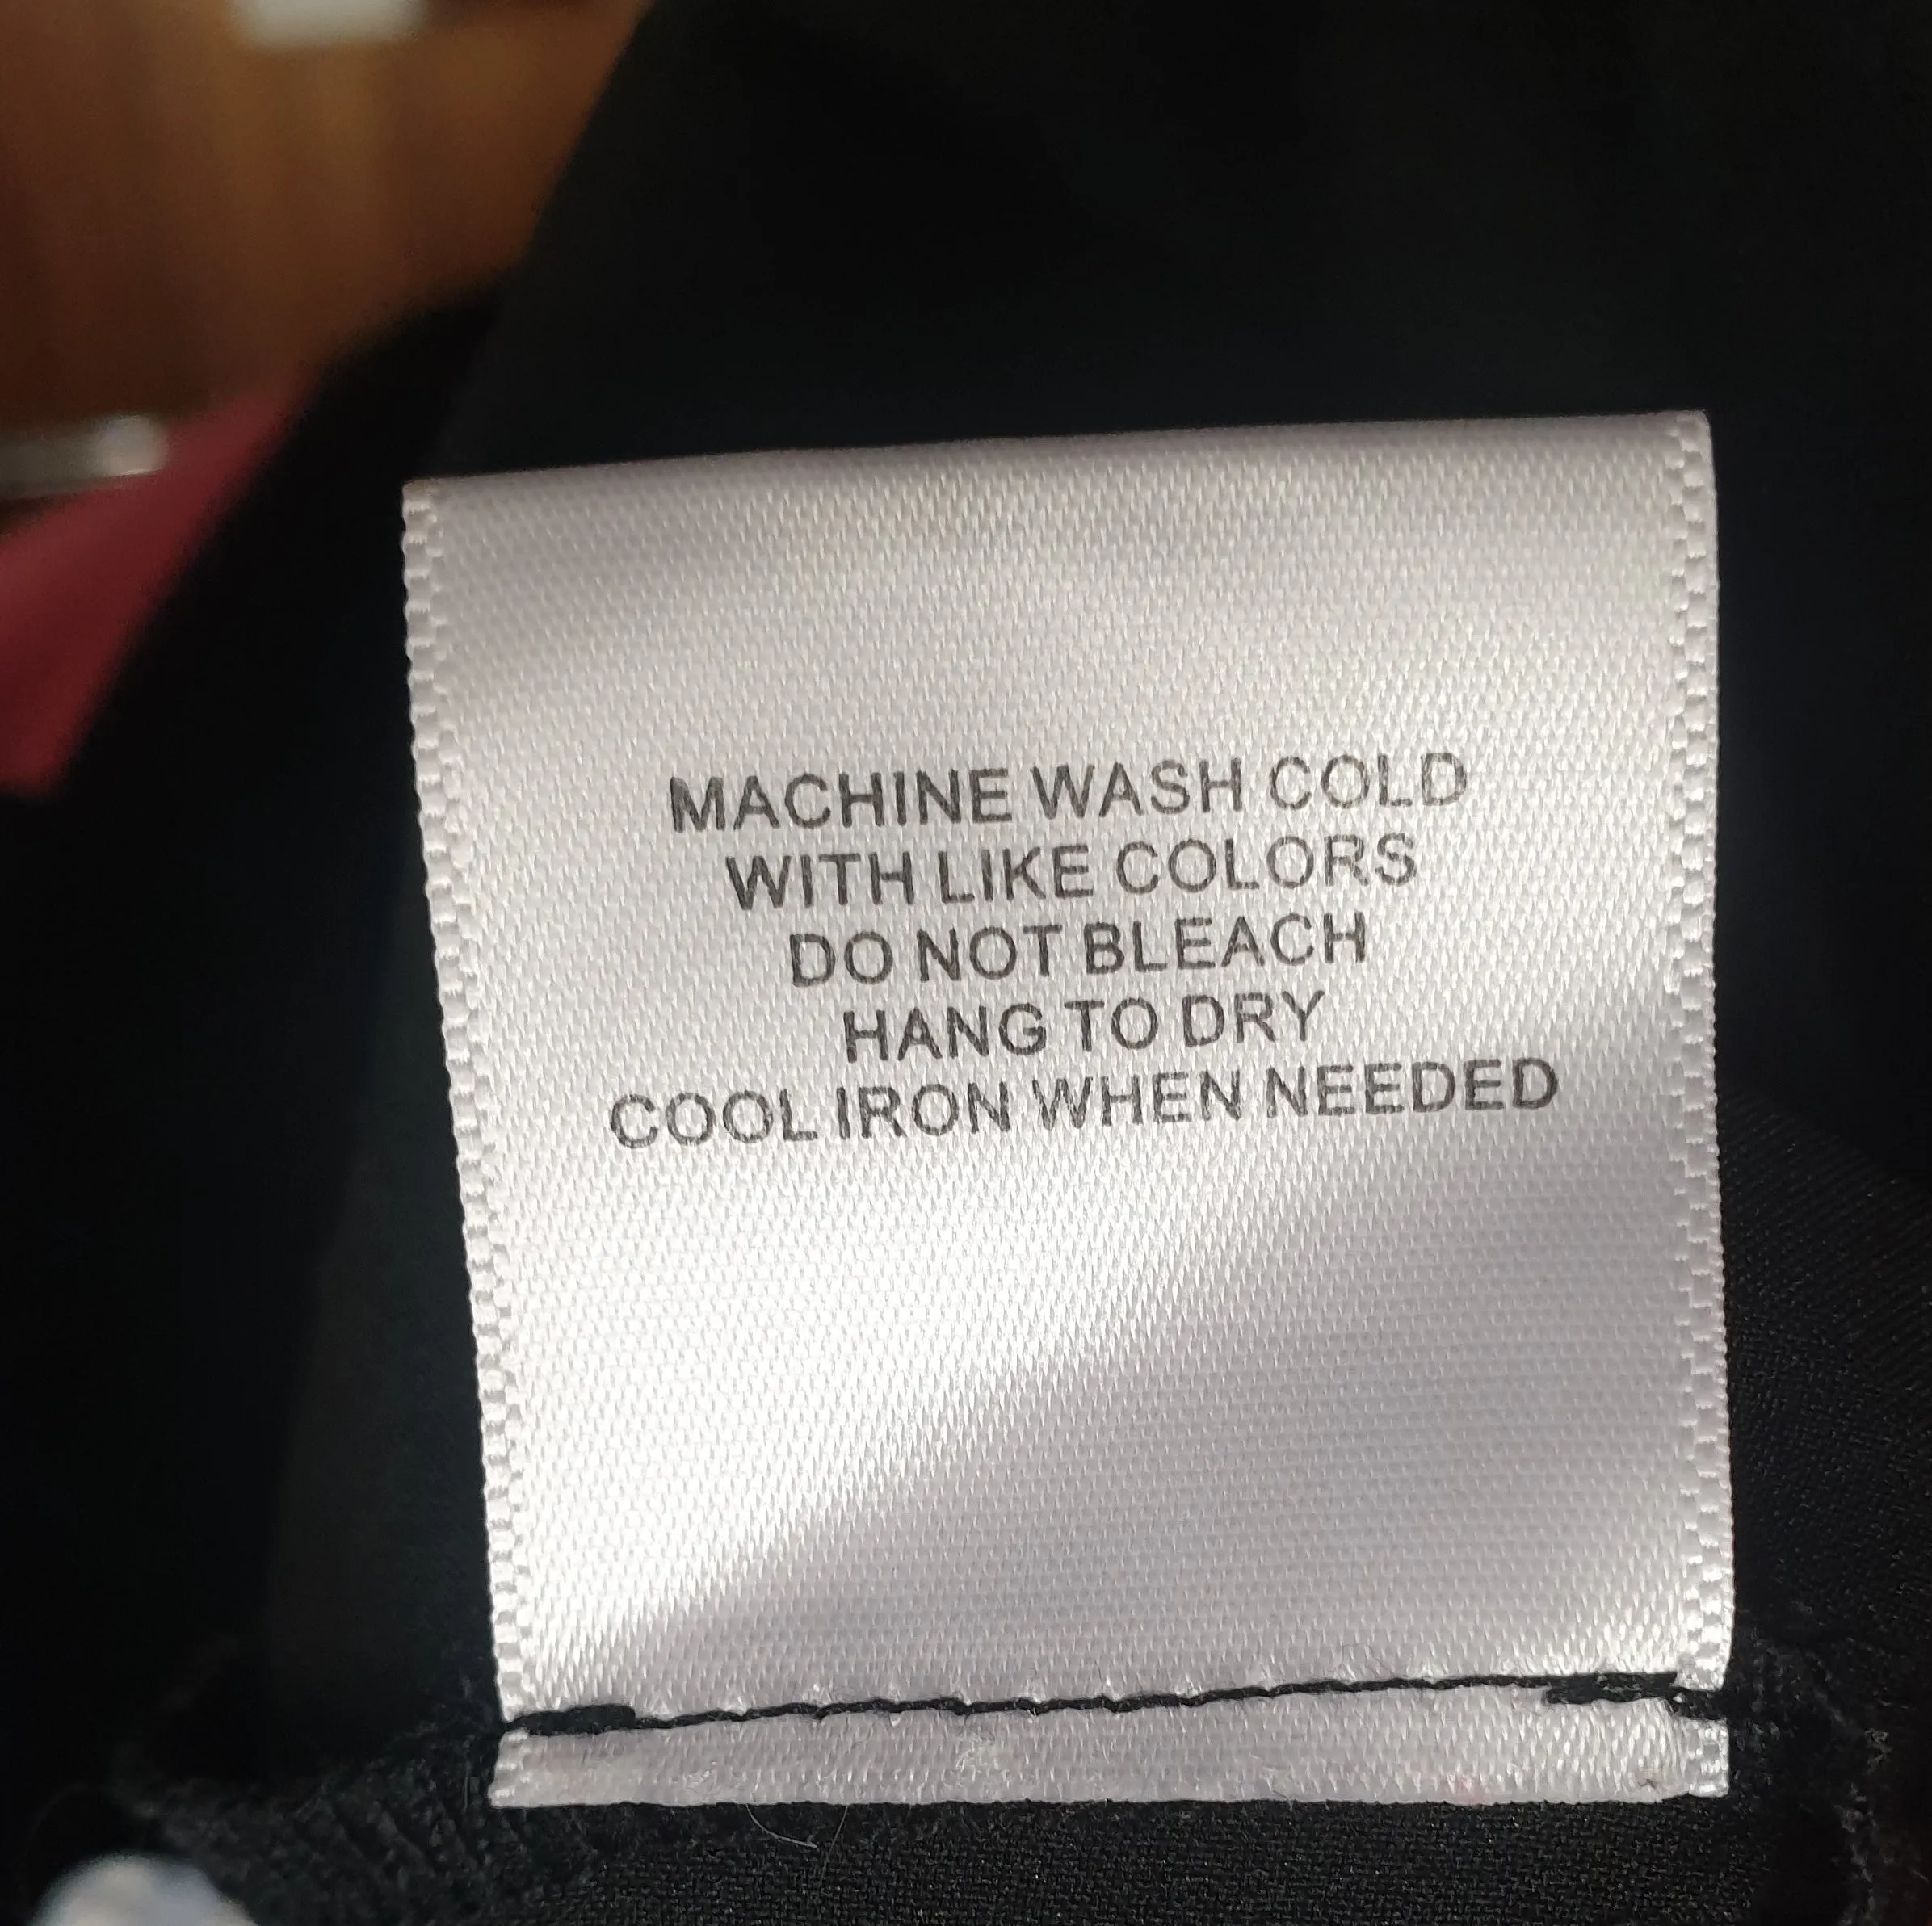 MACHINE WASH COLD
WITH LIKE COLORS
DO NOT BLEACH
HANG TO DRY
COOL IRON WHEN NEEDED